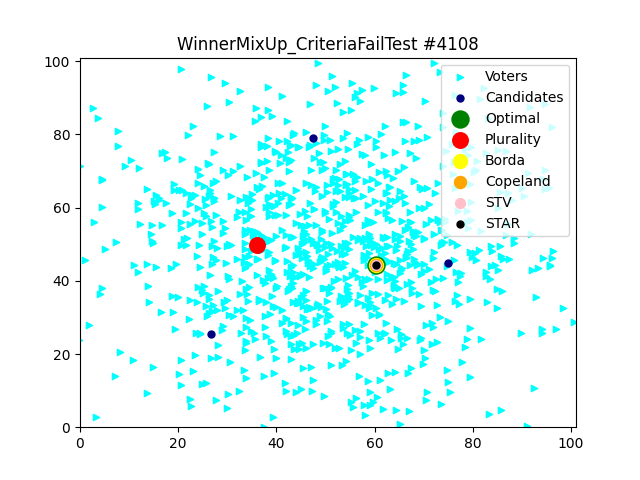 WinnerMixUp_CriteriaFailTest #4108
100
80
60
40
20
0
0 20 40 60 80 100
Voters
Candidates
Optimal
Plurality
Borda
Copeland
STV
STAR